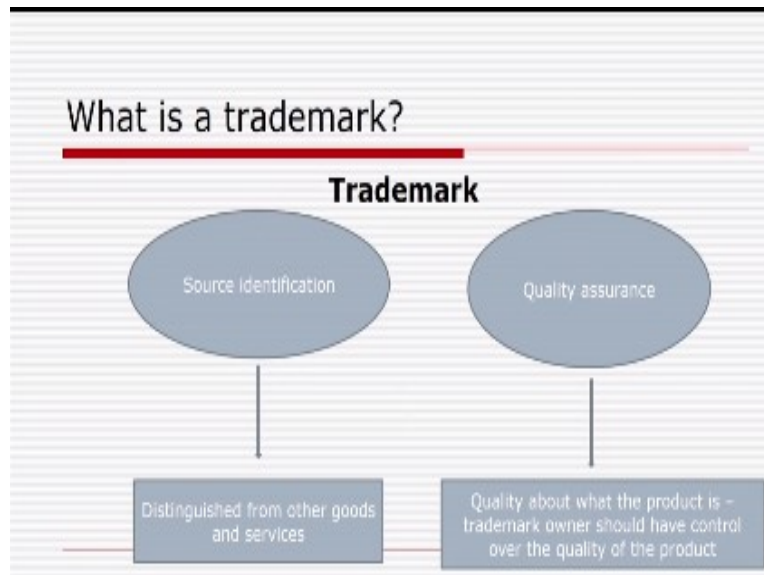 What is a trademark?
Trademark
Source identification
Quality assurance
Distinguished from other goods
and services
Quality about what the product is –
trademark owner should have control
over the quality of the product